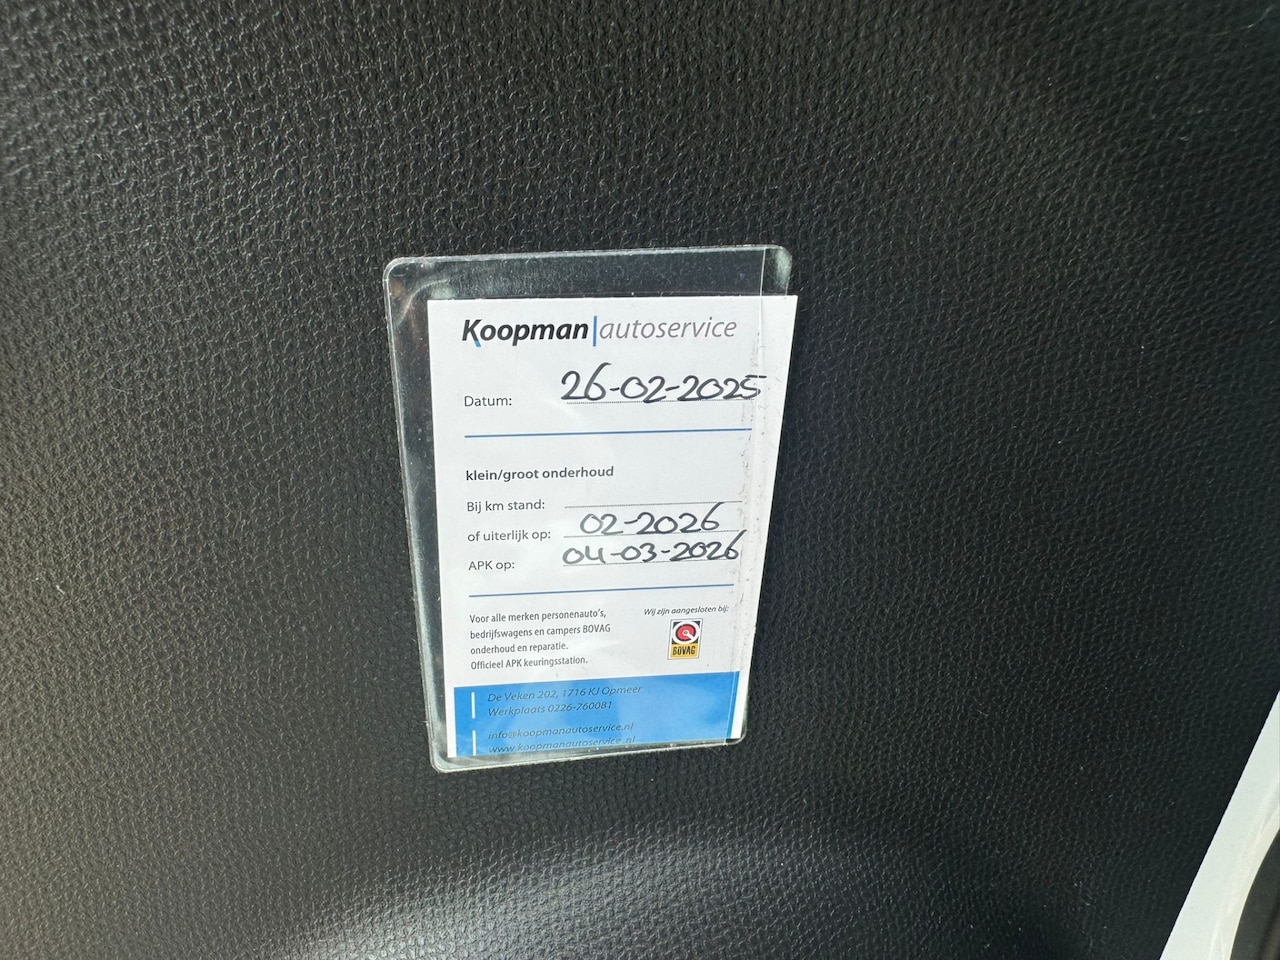 Koopman|autoservice
Datum: 26-02-2025
klein/groot onderhoud
Bij km stand:
of uiterlijk op: 02-2026
APK op: 04-03-2026
Voor alle merken personenauto's,
bedrijfswagens en campers BOVAG
onderhoud en reparatie.
Officieel APK keuringsstation.
Wij zijn aangesloten bij:
BOVAG
De Veken 202, 1716 KJ Opmeer
Werkplaats 0226-760081
info@koopmanautoservice.nl
www.koopmanautoservice.nl